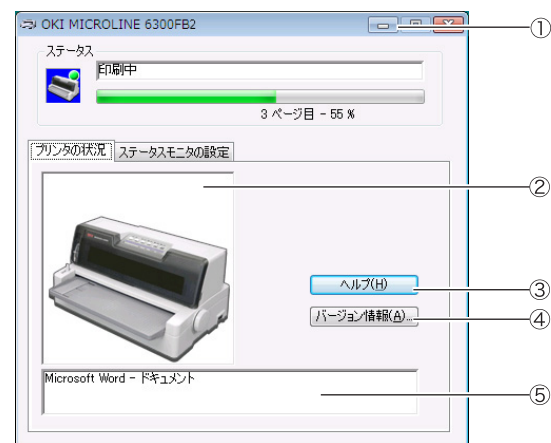 OKI MICROLINE 6300FB2
①
ステータス
印刷中
3 ページ目 - 55 %
プリンタの状況 ステータスモニタの設定
②
ヘルプ(H)
③
バージョン情報(A)...
④
Microsoft Word - ドキュメント
⑤